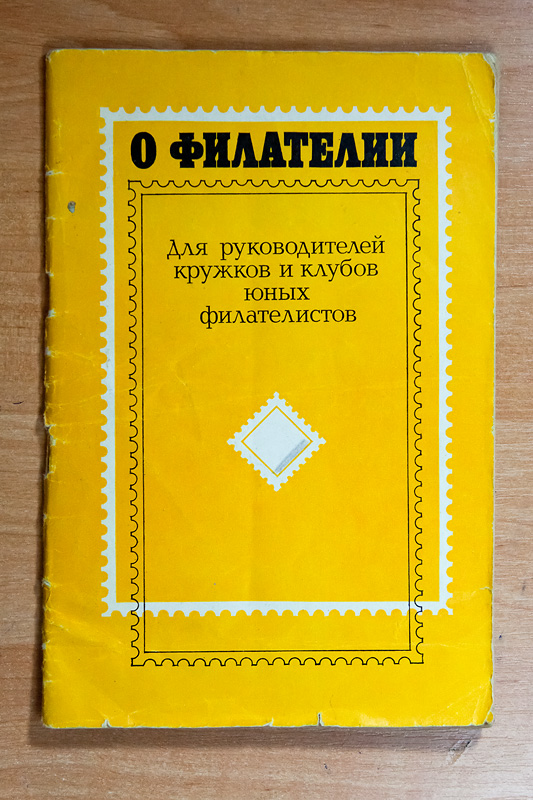 О ФИЛАТЕЛИИ
Для руководителей
кружков и клубов
юных
филателистов